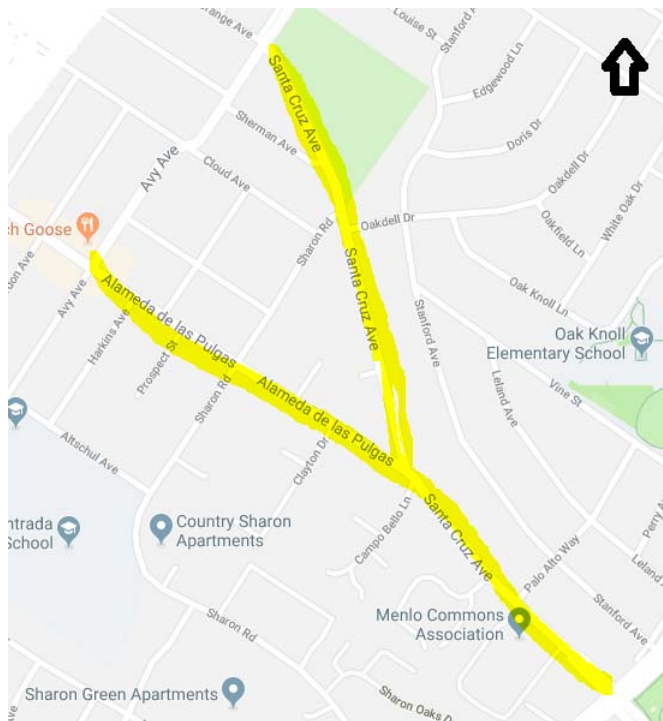 Louise St
Stanford Ave
Edgewood Ln
Santa Cruz Ave
Doris Dr
Sherman Ave
Avy Ave
Cloud Ave
Oakdell Dr
White Oak Dr
Oakfield Ln
Sharon Rd
Oakdell Dr
Goose
Avy Ave
Alameda de las Pulgas
Harkins Ave
Prospect St
Santa Cruz Ave
Oak Knoll Ln
Stanford Ave
Oak Knoll
Elementary School
Sharon Rd
Alameda de las Pulgas
Leland Ave
Vine St
Altschul Ave
Clayton Dr
Country Sharon
Apartments
School
Campo Bello Ln
Santa Cruz Ave
Palo Alto Way
Perry A
Leland
Stanford Ave
Menlo Commons
Association
Sharon Rd
Sharon Green Apartments
Sharon Oaks D